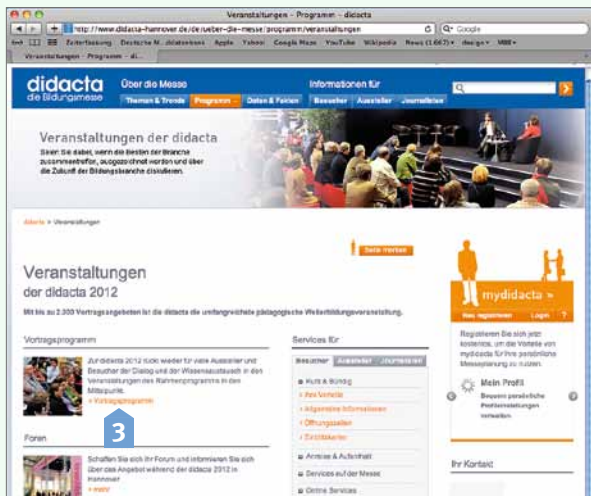 Veranstaltungen – Programm – didacta
http://www.didacta-hannover.de/de/ueber-die-messe/programm/veranstaltungen
Google
Zeiterfassung Deutsche N...bldatenbank Apple Yahoo! Google Maps YouTube Wikipedia News (1.667)
Veranstaltungen – Programm – di...
didacta
die Bildungsmesse
Über die Messe
Informationen für
Themen & Trends Programm Daten & Fakten Besucher Aussteller Journalisten
Veranstaltungen der didacta
Seien Sie dabei, wenn die Besten der Branche
zusammentreffen, ausgezeichnet werden und über
die Zukunft der Bildungsbranche diskutieren.
didacta » Veranstaltungen
Seite merken
Veranstaltungen
der didacta 2012
Mit bis zu 2.000 Vortragsangeboten ist die didacta die umfangreichste pädagogische Weiterbildungsveranstaltung.
Vortragsprogramm
Zur didacta 2012 rückt wieder für viele Aussteller und
Besucher der Dialog und der Wissensaustausch in den
Veranstaltungen des Rahmenprogramms in den
Mittelpunkt.
» Vortragsprogramm
3
Foren
Schaffen Sie sich Ihr Forum und informieren Sie sich
über das Angebot während der didacta 2012 in
Hannover
» mehr
Services für
Besucher Aussteller Journalisten
Kurz & Bündig
Ihre Vorteile
Allgemeine Informationen
Öffnungszeiten
Eintrittskarten
Anreise & Aufenthalt
Services auf der Messe
Online Services
mydidacta »
Neu registrieren Login ?
Registrieren Sie sich jetzt
kostenlos, um die Vorteile von
mydidacta für Ihre persönliche
Messeplanung zu nutzen.
Mein Profil
Bequem persönliche
Profileinstellungen
verwalten.
Ihr Kontakt